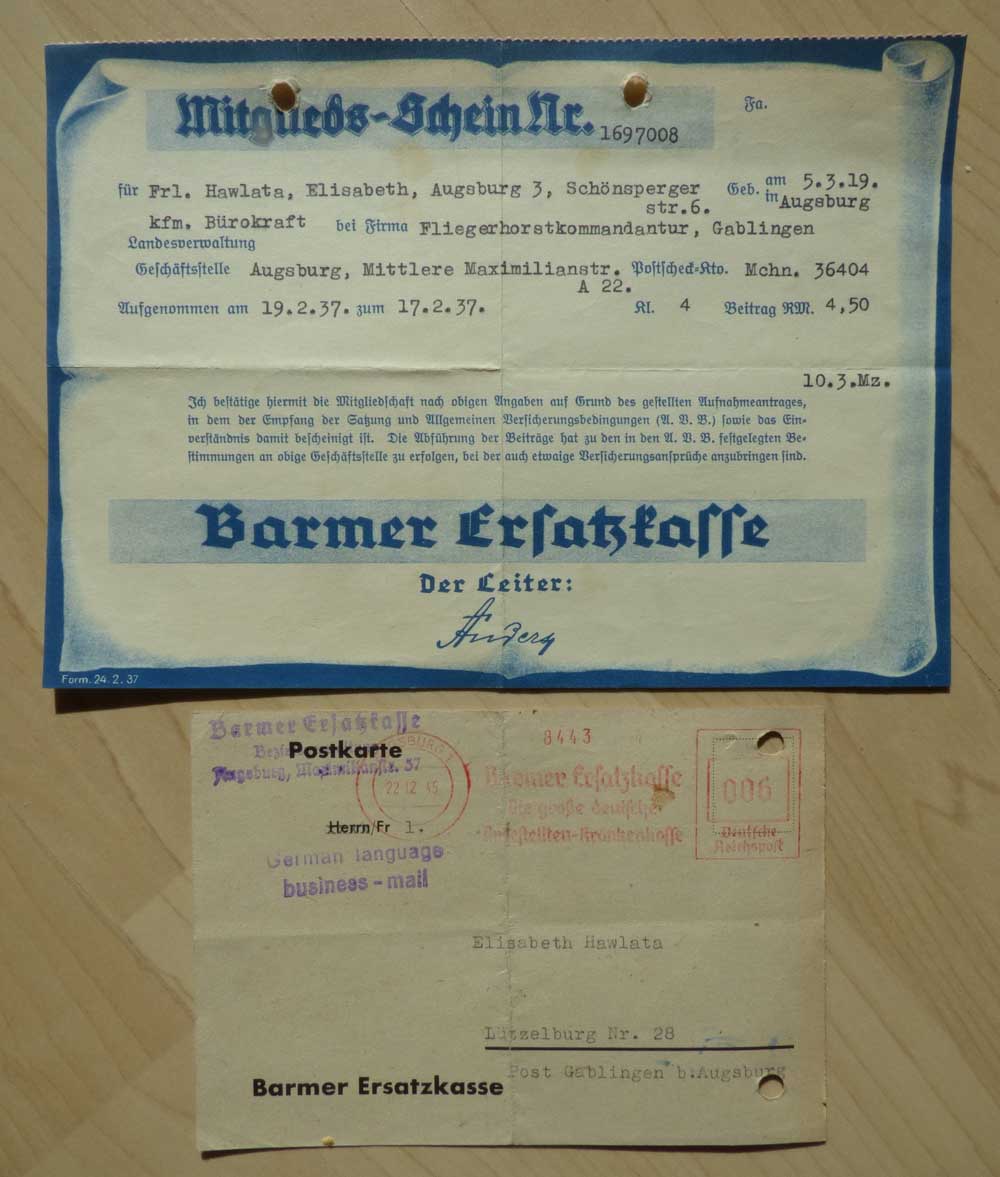 Mitglieds-Schein Nr. 1697008
Fa.
für Frl. Hawlata, Elisabeth, Augsburg 3, Schönsperger
str.6.
Geb. am 5.3.19.
in Augsburg
kfm. Bürokraft bei Firma Fliegerhorstkommandantur, Gablingen
Landesverwaltung
Geschäftsstelle Augsburg, Mittlere Maximilianstr. Postscheck-Kto. Mchn. 36404
A 22.
Aufgenommen am 19.2.37. zum 17.2.37. Kl. 4 Beitrag RM. 4,50
10.3.Mz.
Ich bestätige hiermit die Mitgliedschaft nach obigen Angaben auf Grund des gestellten Aufnahmeantrages,
in dem der Empfang der Satzung und Allgemeinen Versicherungsbedingungen (A. V. B.) sowie das Ein-
verständnis damit bescheinigt ist. Die Abführung der Beiträge hat zu den in den A. V. B. festgelegten Be-
stimmungen an obige Geschäftsstelle zu erfolgen, bei der auch etwaige Versicherungsansprüche anzubringen sind.
Barmer Ersatzkasse
Der Leiter:
Form. 24. 2. 37
Barmer Ersatzkasse
Postkarte
Augsburg, Maximilianstr. 57
AUGSBURG
22.12.45
8443
Barmer Ersatzkasse
Die große deutsche
Angestellten-Krankenkasse
006
Deutsche
Reichspost
Herrn/Fr l.
German language
business-mail
Elisabeth Hawlata
Lützelburg Nr. 28
Post Gablingen b.Augsburg
Barmer Ersatzkasse